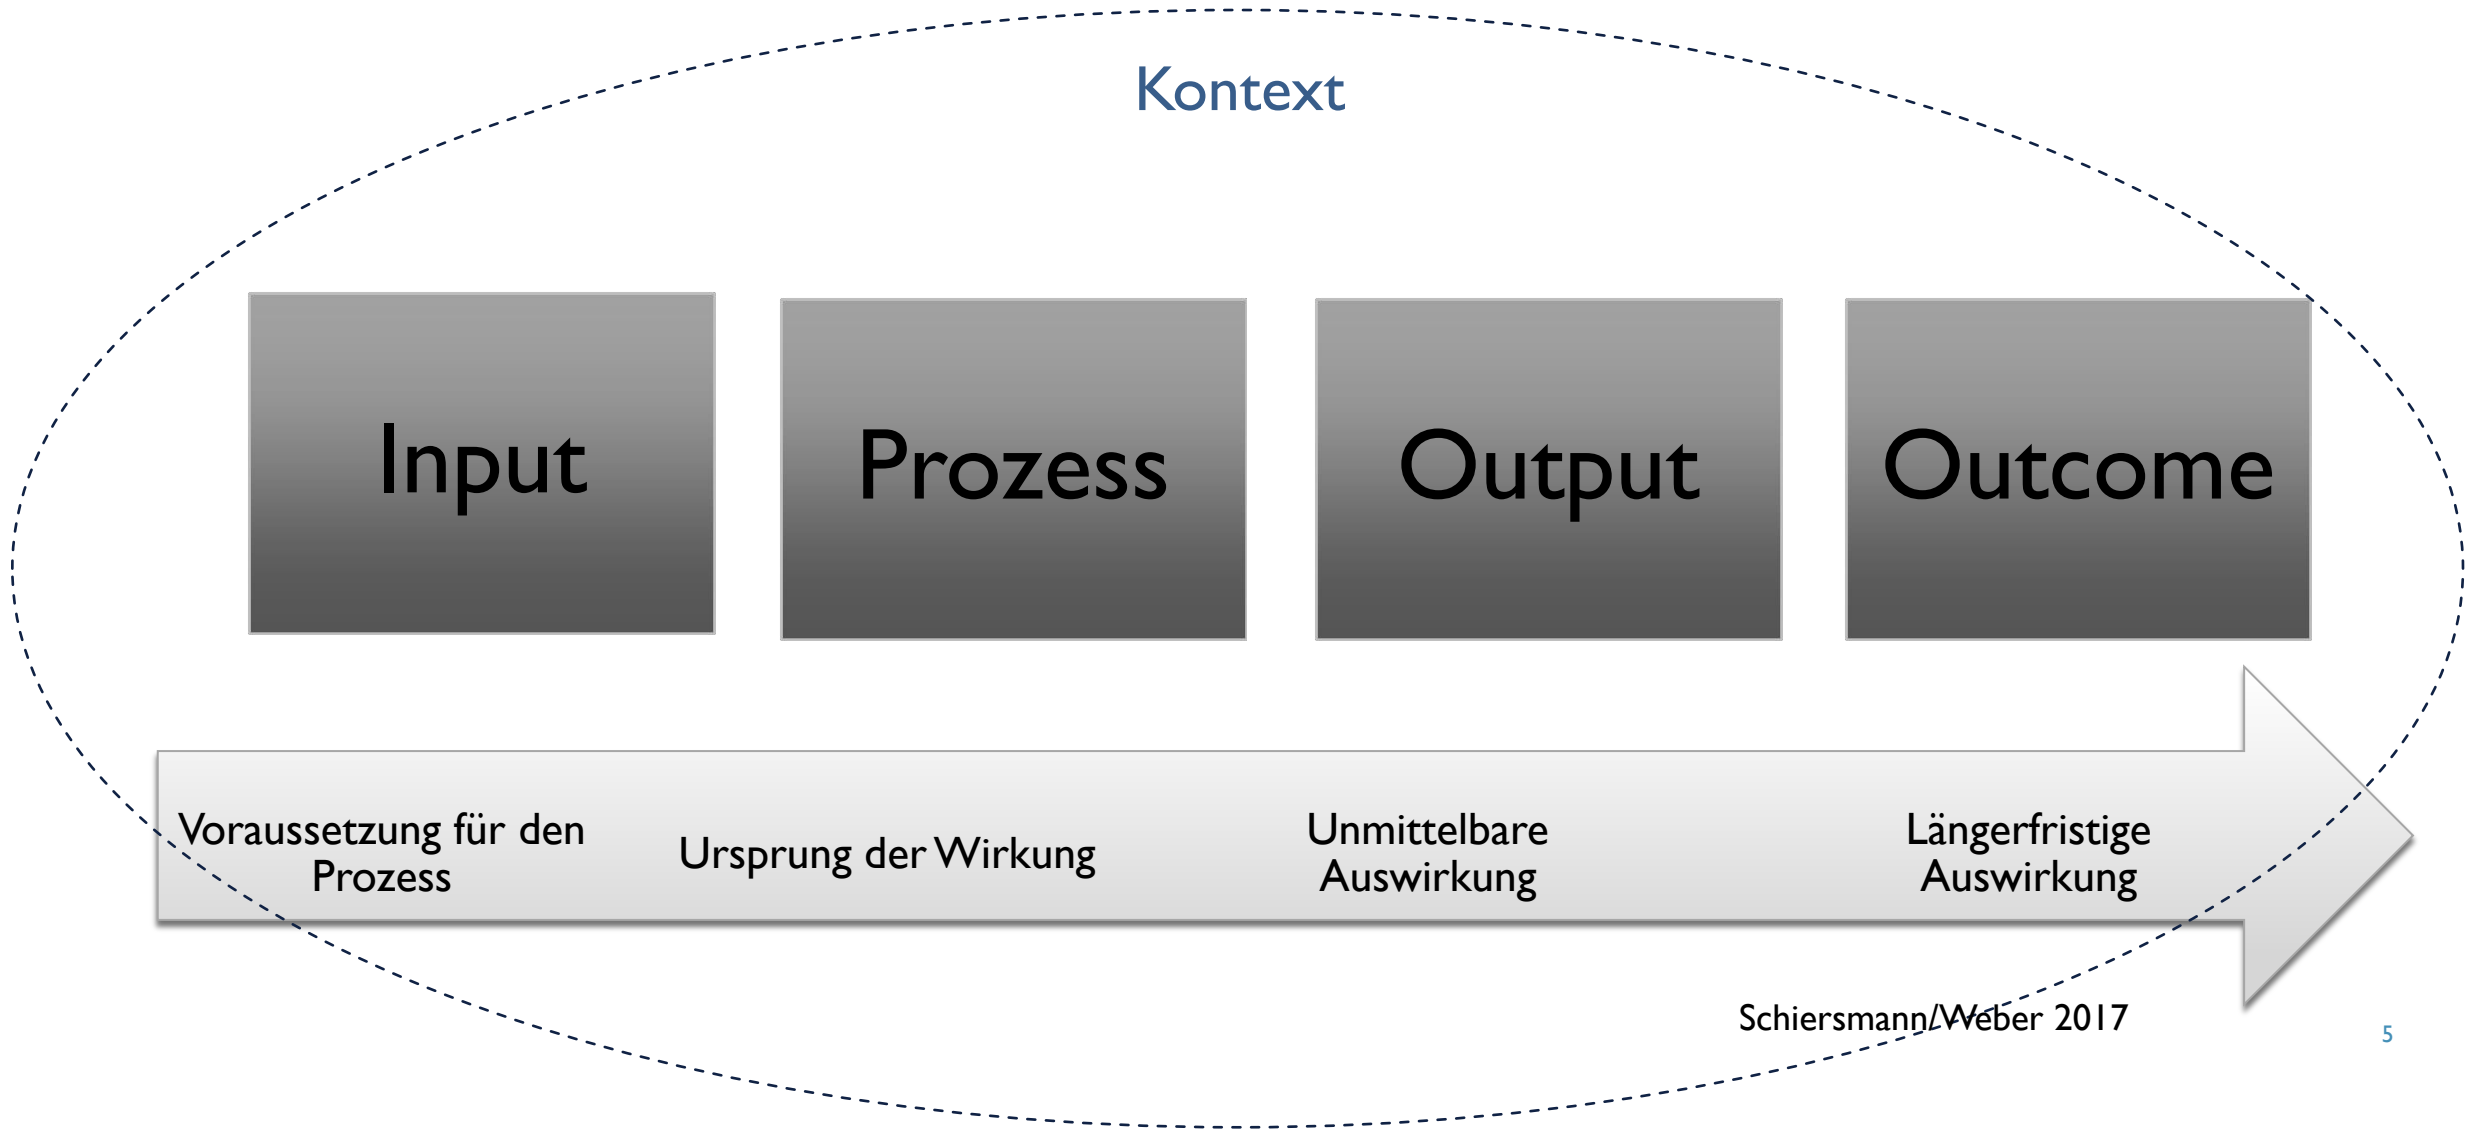 Kontext
Input
Prozess
Output
Outcome
Voraussetzung für den
Prozess
Ursprung der Wirkung
Unmittelbare
Auswirkung
Längerfristige
Auswirkung
Schiersmann/Weber 2017
5